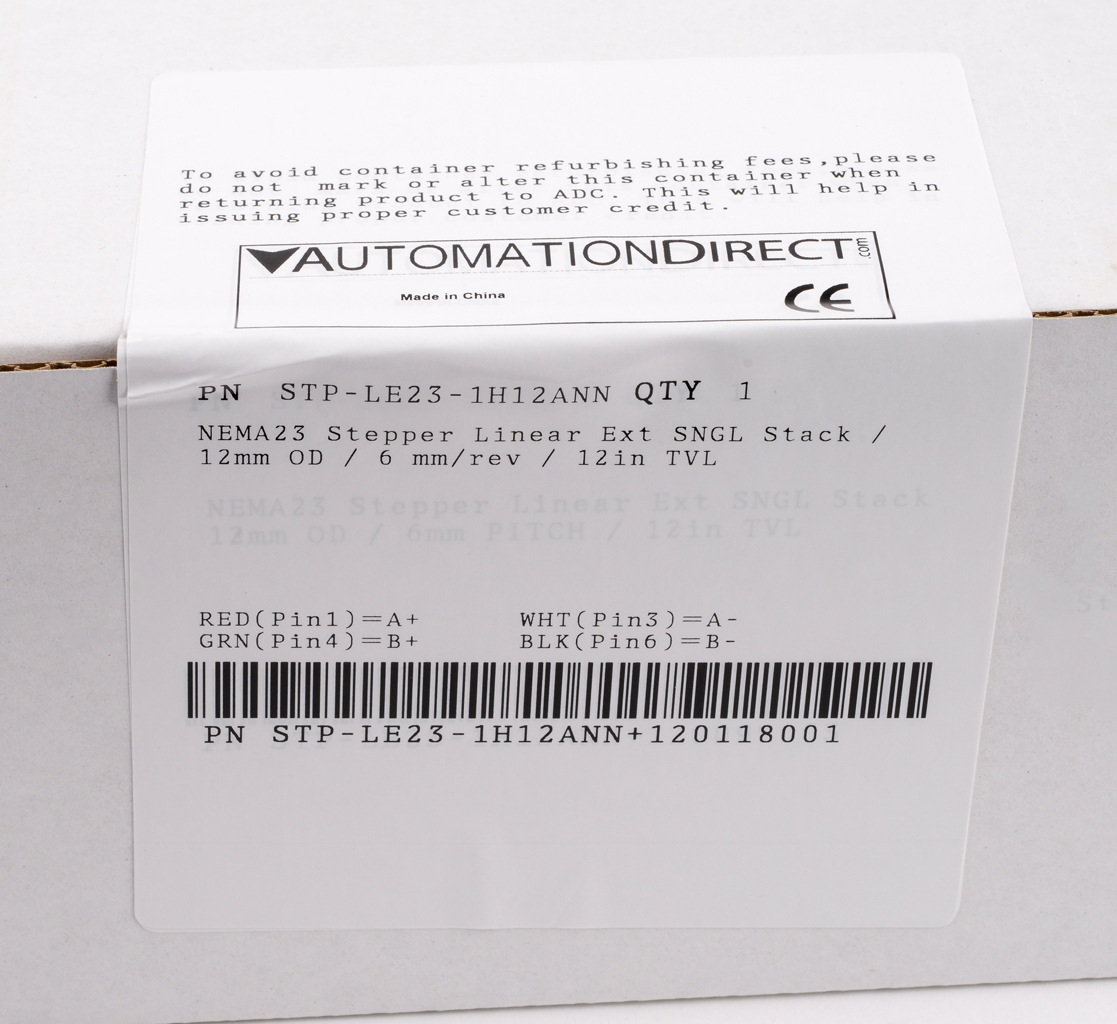 To avoid container refurbishing fees,please
do not  mark or alter this container when
returning product to ADC. This will help in
issuing proper customer credit.
AUTOMATIONDIRECT.com
Made in China
CE
PN  STP-LE23-1H12ANN QTY  1
NEMA23 Stepper Linear Ext SNGL Stack /
12mm OD / 6 mm/rev / 12in TVL
NEMA23 Stepper Linear Ext SNGL Stack
12mm OD / 6mm PITCH / 12in TVL
RED(Pin1)=A+     WHT(Pin3)=A-
GRN(Pin4)=B+     BLK(Pin6)=B-
PN  STP-LE23-1H12ANN+120118001